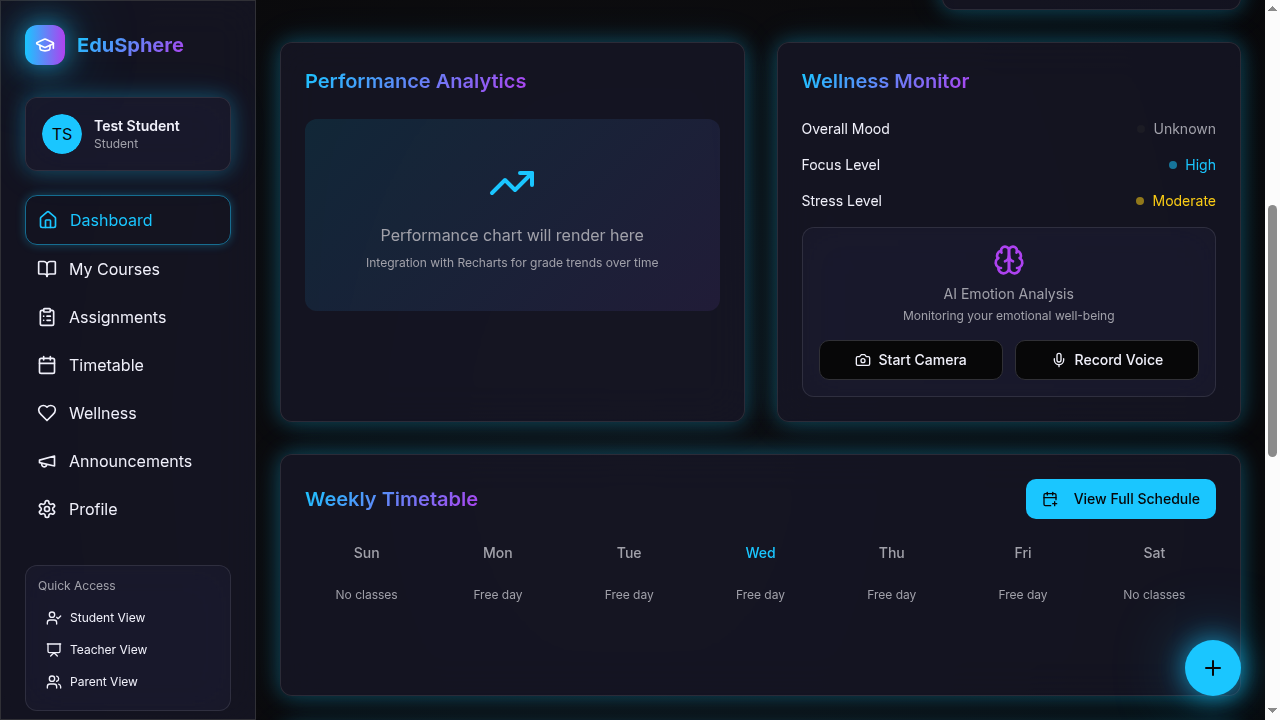 EduSphere
TS
Test Student
Student
Dashboard
My Courses
Assignments
Timetable
Wellness
Announcements
Profile
Quick Access
Student View
Teacher View
Parent View
Performance Analytics
Performance chart will render here
Integration with Recharts for grade trends over time
Wellness Monitor
Overall Mood Unknown
Focus Level High
Stress Level Moderate
AI Emotion Analysis
Monitoring your emotional well-being
Start Camera Record Voice
Weekly Timetable View Full Schedule
Sun Mon Tue Wed Thu Fri Sat
No classes Free day Free day Free day Free day Free day No classes